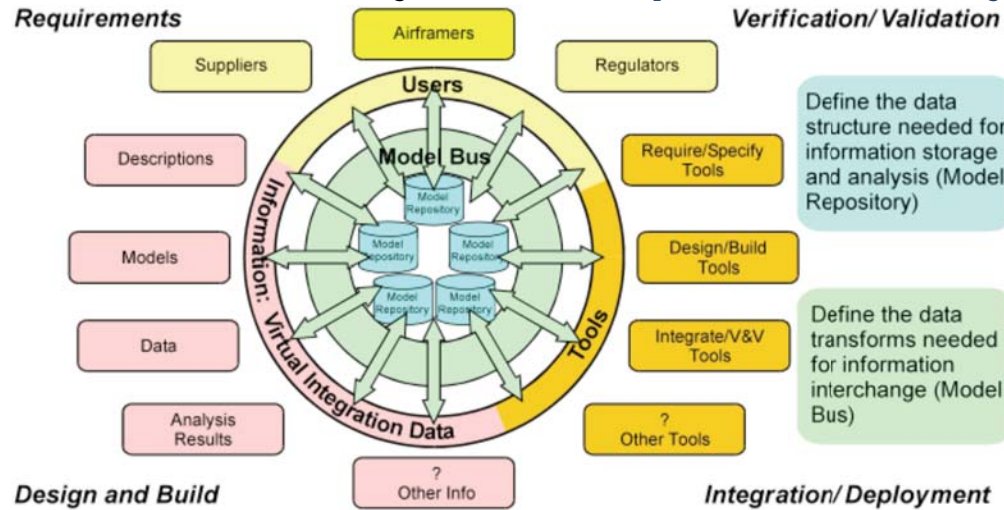 Requirements
Airframers
Verification/Validation
Suppliers
Regulators
Users
Define the data
structure needed for
information storage
and analysis (Model
Repository)
Descriptions
Model Bus
Require/Specify
Tools
Model
Repository
Information: Virtual Integration Data
Models
Model
Repository
Model
Repository
Design/Build
Tools
Model
Repository
Model
Repository
Define the data
transforms needed
for information
interchange (Model
Bus)
Data
Tools
Integrate/V&V
Tools
Analysis
Results
?
Other Tools
?
Other Info
Design and Build
Integration/Deployment